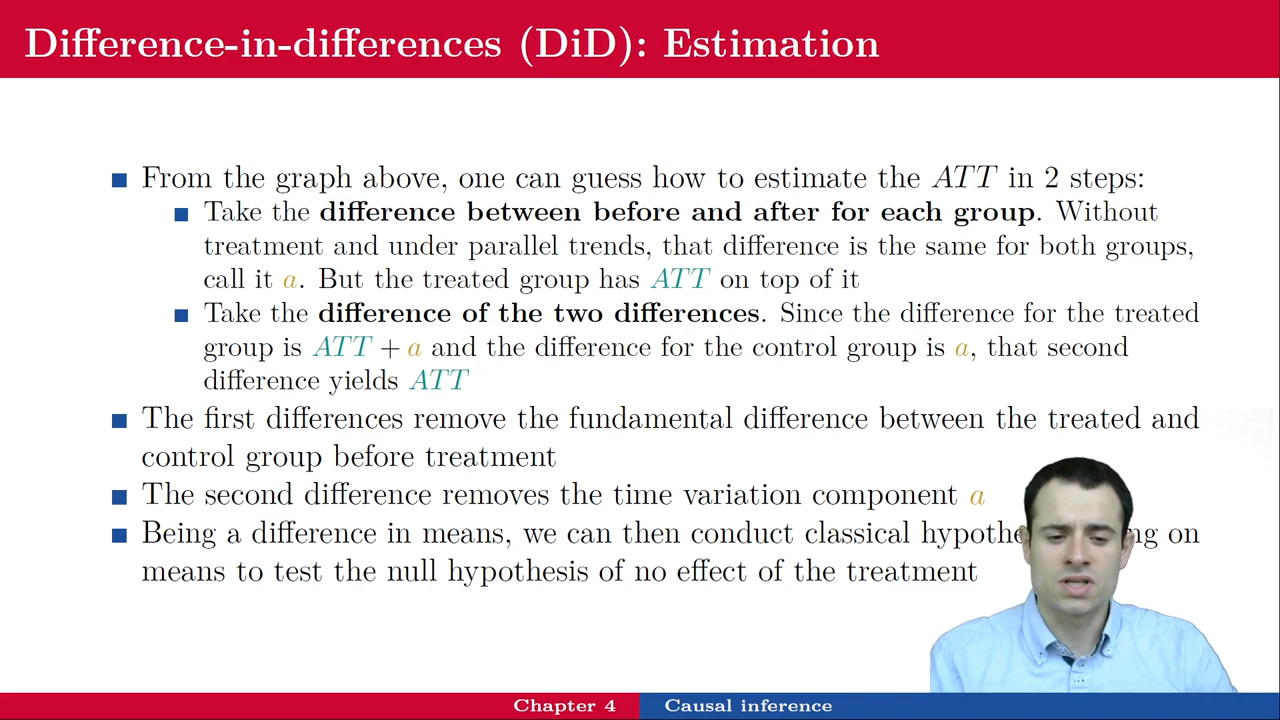 Difference-in-differences (DiD): Estimation
From the graph above, one can guess how to estimate the ATT in 2 steps:
Take the difference between before and after for each group. Without
treatment and under parallel trends, that difference is the same for both groups,
call it a. But the treated group has ATT on top of it
Take the difference of the two differences. Since the difference for the treated
group is ATT + a and the difference for the control group is a, that second
difference yields ATT
The first differences remove the fundamental difference between the treated and
control group before treatment
The second difference removes the time variation component a
Being a difference in means, we can then conduct classical on
means to test the null hypothesis of no effect of the treatment
Chapter 4
Causal inference